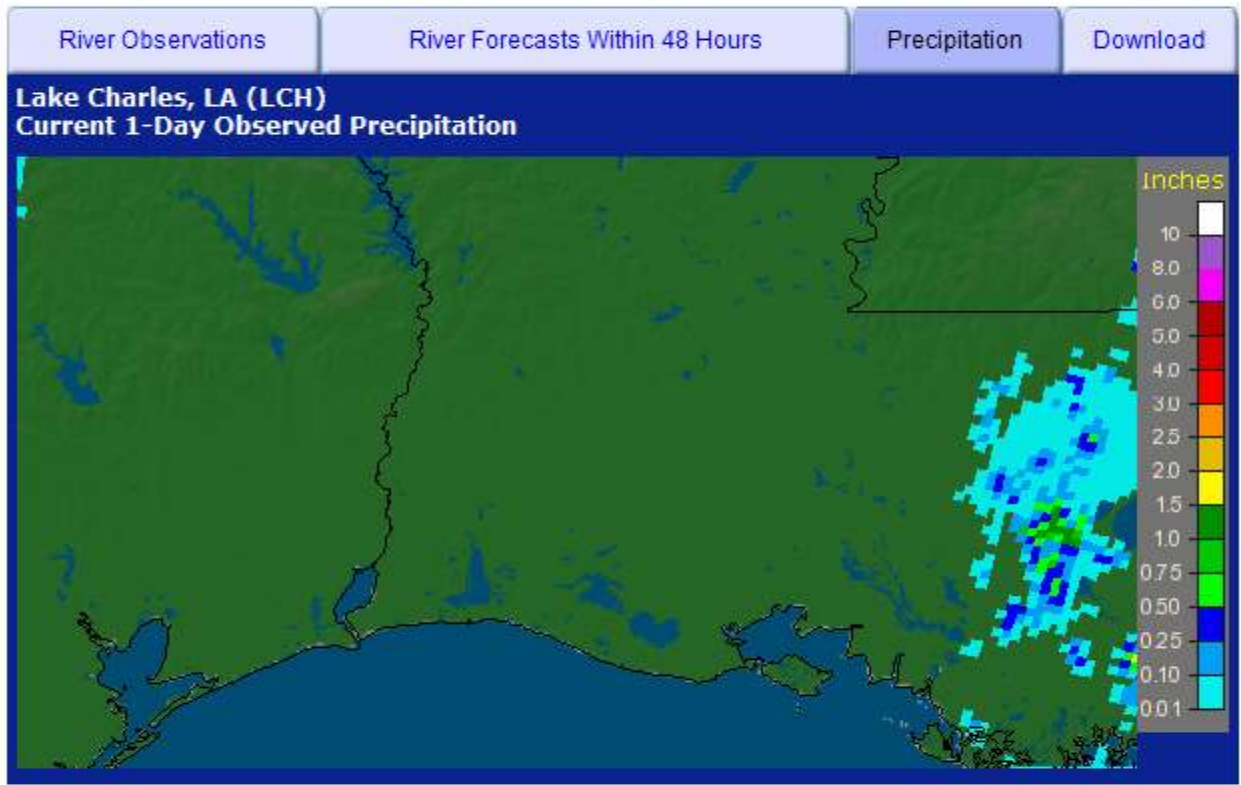 River Observations
River Forecasts Within 48 Hours
Precipitation
Download
Lake Charles, LA (LCH)
Current 1-Day Observed Precipitation
Inches
10
8.0
6.0
5.0
4.0
3.0
2.5
2.0
1.5
1.0
0.75
0.50
0.25
0.10
0.01